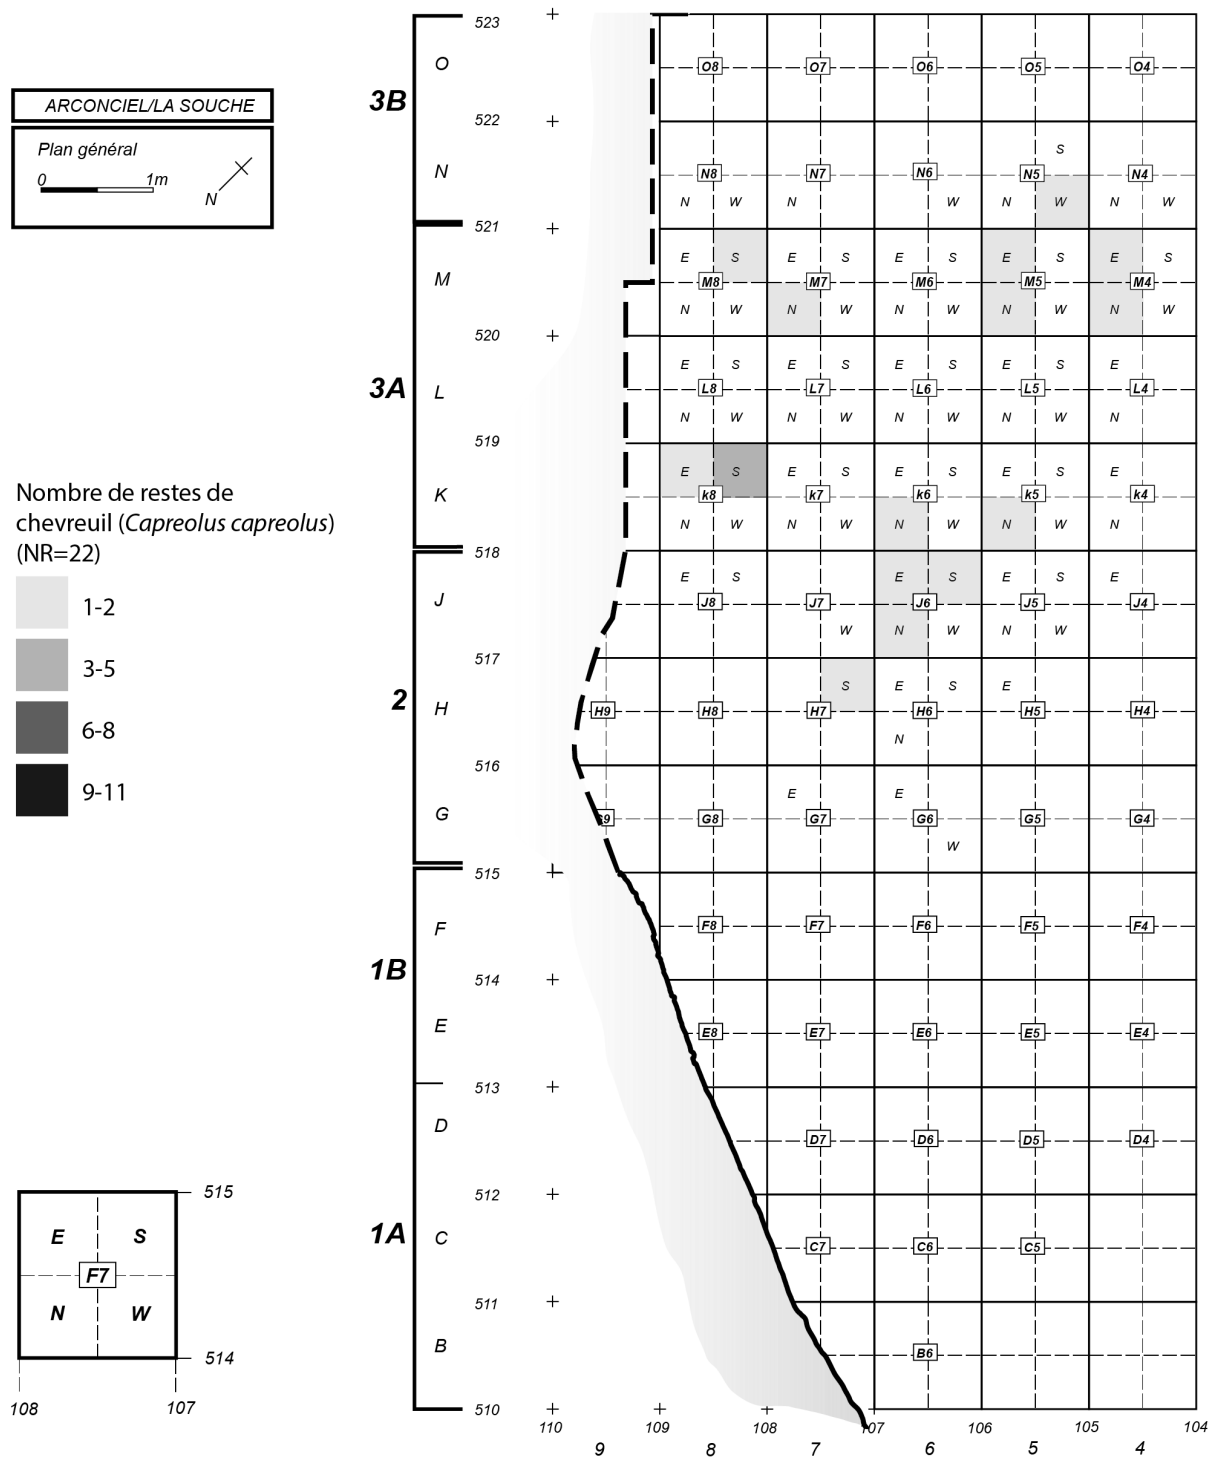 ARCONCIEL/LA SOUCHE
Plan général
0 1m
N
Nombre de restes de
chevreuil (Capreolus capreolus)
(NR=22)
1-2
3-5
6-8
9-11
515
E S
F7
N W
514
108 107
523
O O8 O7 O6 O5 O4
3B
522
S
N N8 N7 N6 N5 N4
N W N W N W N W
521
E S E S E S E S E S
M M8 M7 M6 M5 M4
N W N W N W N W N W
520
E S E S E S E S E
3A L L8 L7 L6 L5 L4
N W N W N W N W N
519
E S E S E S E S E
K k8 k7 k6 k5 k4
N W N W N W N W N
518
E S E S E S E
J J8 J7 J6 J5 J4
W N W N W
517
S E S E
2 H H9 H8 H7 H6 H5 H4
N
516
E E
G G9 G8 G7 G6 G5 G4
W
515
F F8 F7 F6 F5 F4
1B
514
E E8 E7 E6 E5 E4
513
D D7 D6 D5 D4
512
1A C C7 C6 C5
511
B B6
510
110 109 108 07 106 105 104
9 8 7 6 5 4